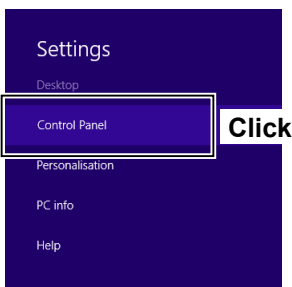 Settings
Desktop
Control Panel
Click
Personalisation
PC info
Help